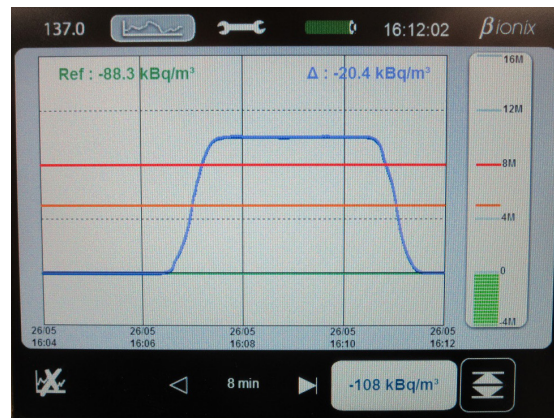 137.0
16:12:02
βionix
Ref : -88.3 kBq/m³
Δ : -20.4 kBq/m³
16M
12M
8M
4M
0
-4M
26/05 26/05 26/05 26/05 26/05
16:04 16:06 16:08 16:10 16:12
8 min
-108 kBq/m³